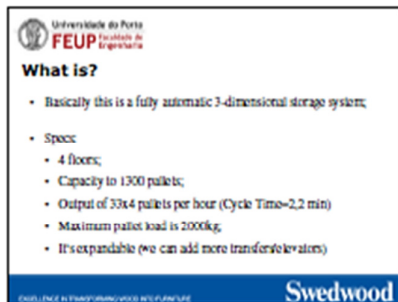 Universidade do Porto
FEUP Faculdade de
Engenharia
What is?
• Basically this is a fully automatic 3-dimensional storage system;
• Specs:
• 4 floors;
• Capacity to 1300 pallets;
• Output of 33x4 pallets per hour (Cycle Time=2,2 min)
• Maximum pallet load is 2000kg;
• It's expandable (we can add more transfers/elevators)
EXCELLENCE IN TRANSFORMING WOOD INTO FURNITURE
Swedwood